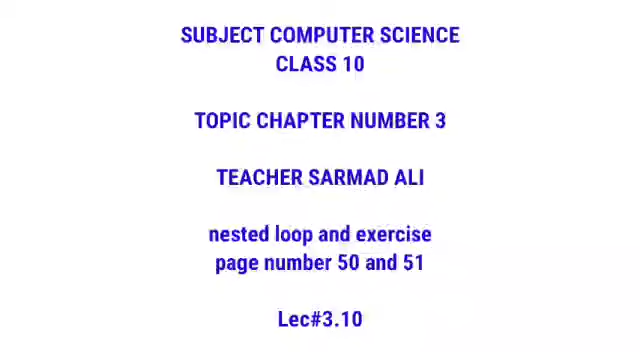 SUBJECT COMPUTER SCIENCE
CLASS 10
TOPIC CHAPTER NUMBER 3
TEACHER SARMAD ALI
nested loop and exercise
page number 50 and 51
Lec#3.10